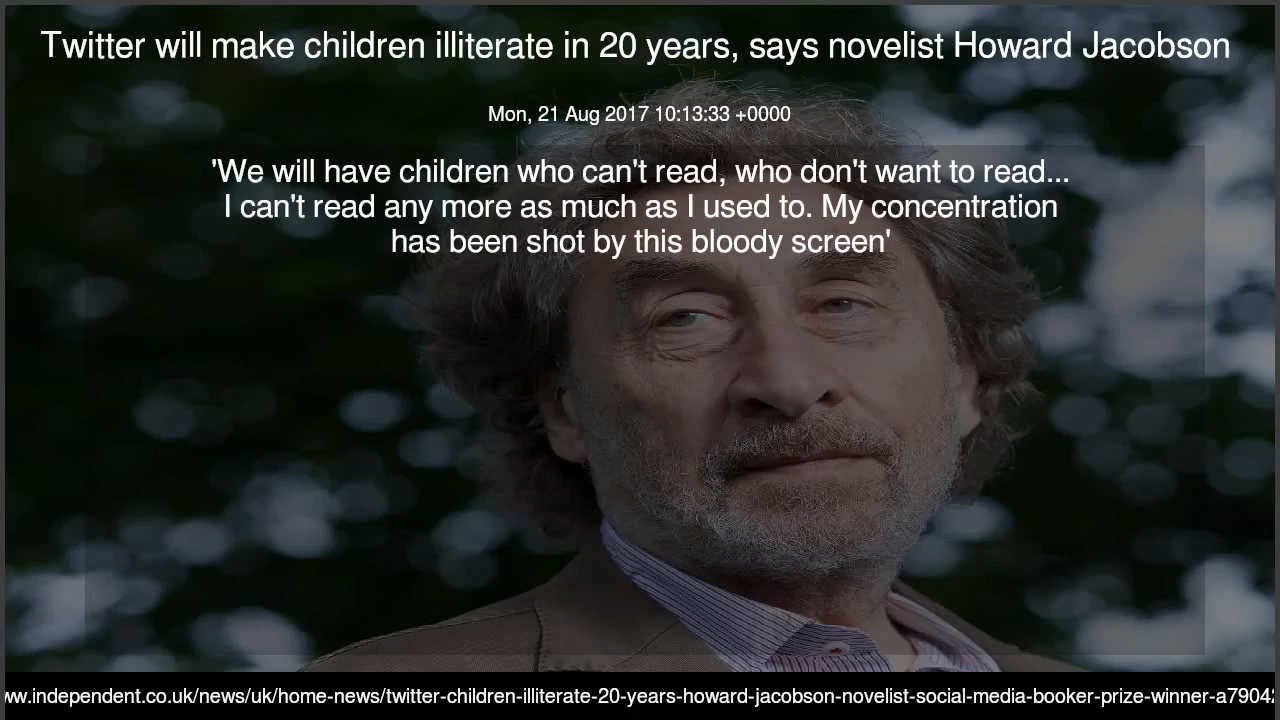 Twitter will make children illiterate in 20 years, says novelist Howard Jacobson
Mon, 21 Aug 2017 10:13:33 +0000
'We will have children who can't read, who don't want to read...
I can't read any more as much as I used to. My concentration
has been shot by this bloody screen'
ww.independent.co.uk/news/uk/home-news/twitter-children-illiterate-20-years-howard-jacobson-novelist-social-media-booker-prize-winner-a7904